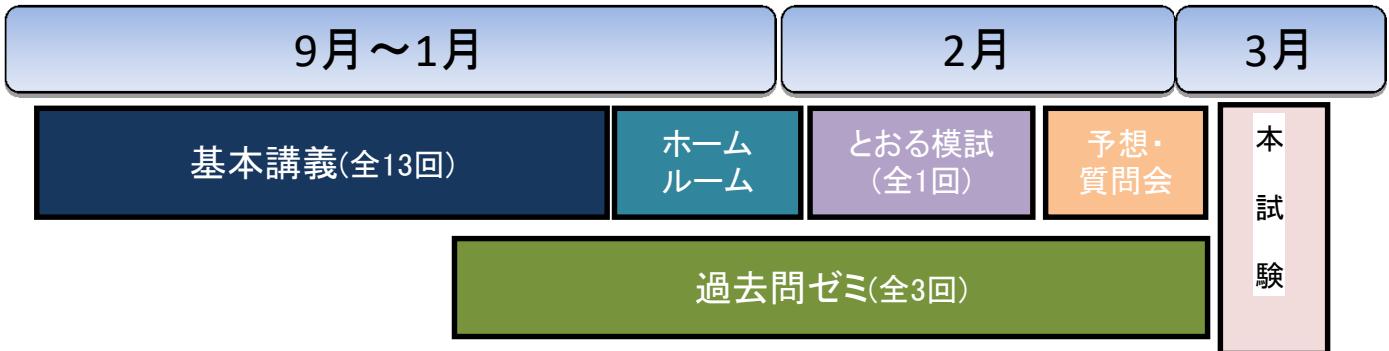 9月～1月
2月
3月
基本講義(全13回)
ホーム
ルーム
とおる模試
(全1回)
予想・
質問会
本
試
験
過去問ゼミ(全3回)